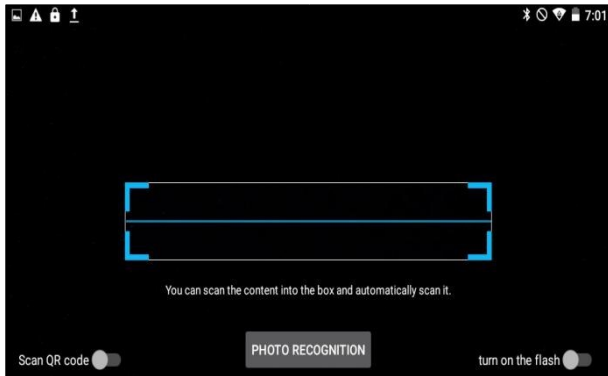 7:01
You can scan the content into the box and automatically scan it.
Scan QR code
PHOTO RECOGNITION
turn on the flash